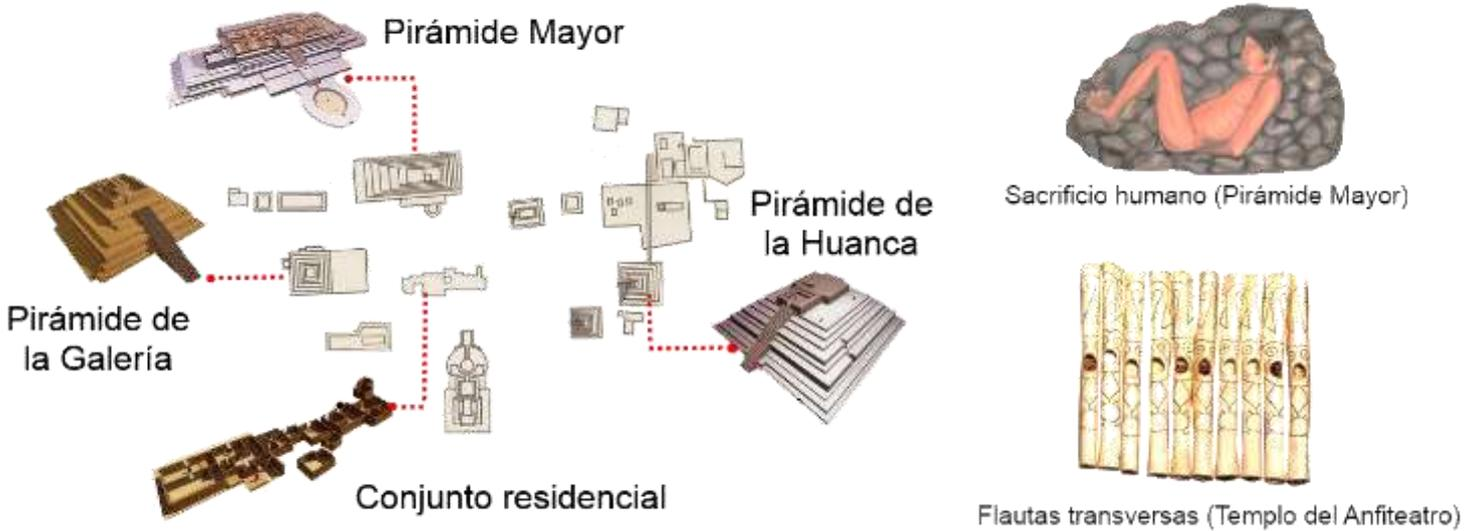 Pirámide Mayor
Pirámide de
la Galería
Pirámide de
la Huanca
Conjunto residencial
Sacrificio humano (Pirámide Mayor)
Flautas transversas (Templo del Anfiteatro)